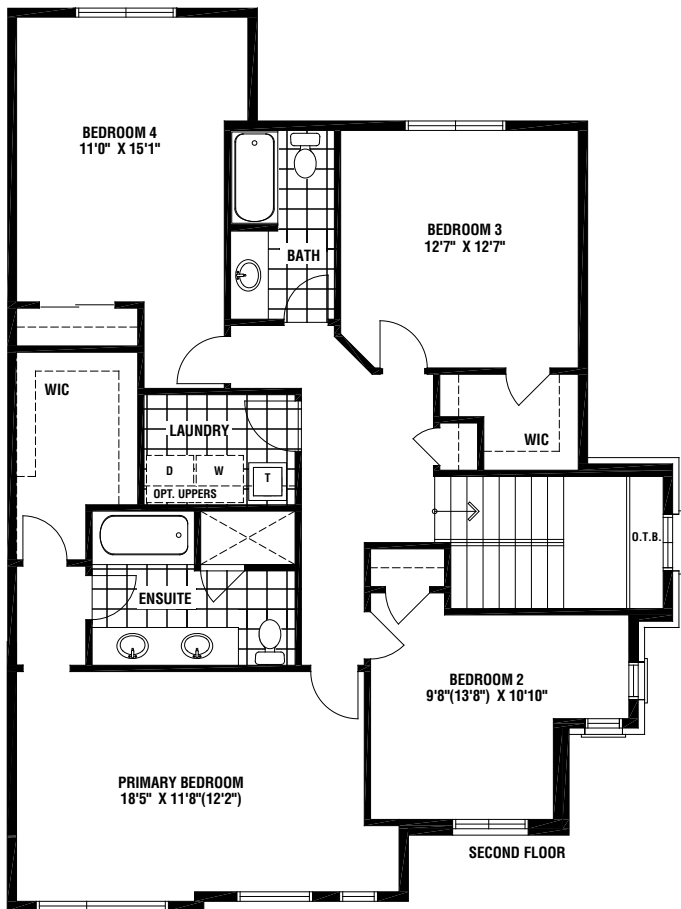 BEDROOM 4
11'0" X 15'1"
BEDROOM 3
12'7" X 12'7"
BATH
WIC
LAUNDRY
WIC
D
W
T
OPT. UPPERS
O.T.B.
ENSUITE
BEDROOM 2
9'8"(13'8") X 10'10"
PRIMARY BEDROOM
18'5" X 11'8"(12'2")
SECOND FLOOR